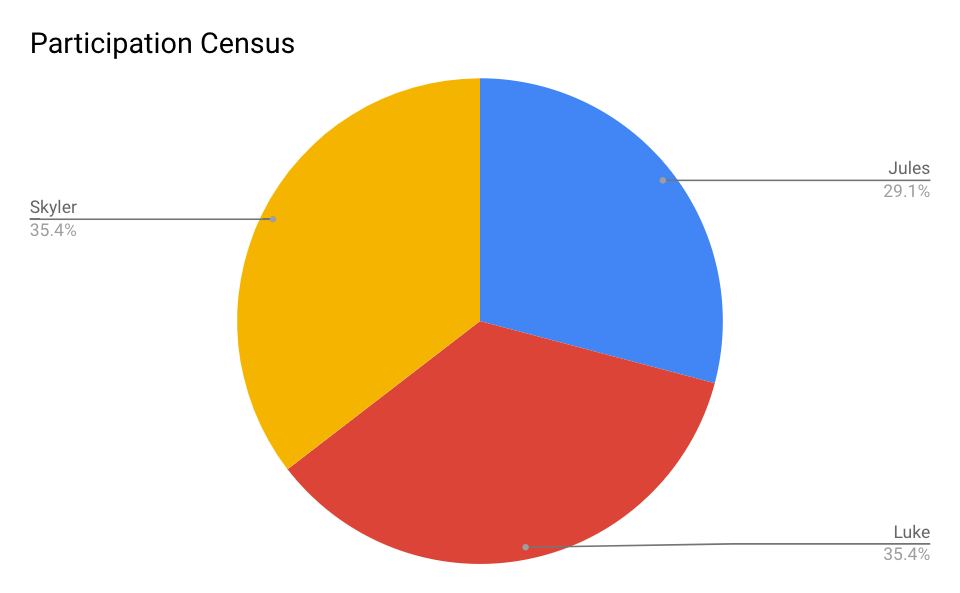 Participation Census
Jules
29.1%
Skyler
35.4%
Luke
35.4%